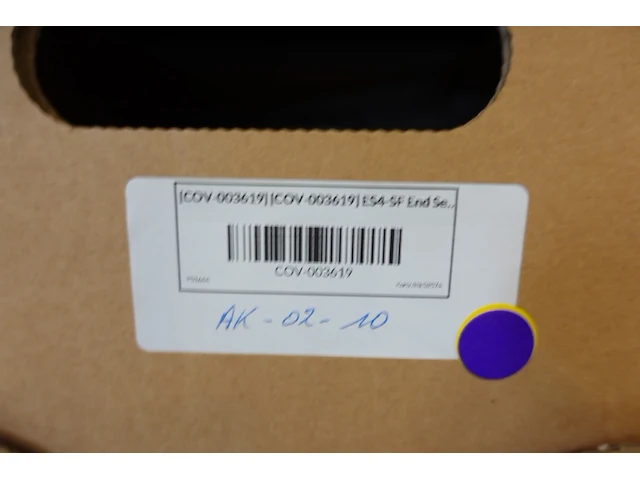 [COV-003619] [COV-003619] ES4-SF End Se..
COV-003619
AK-02-10